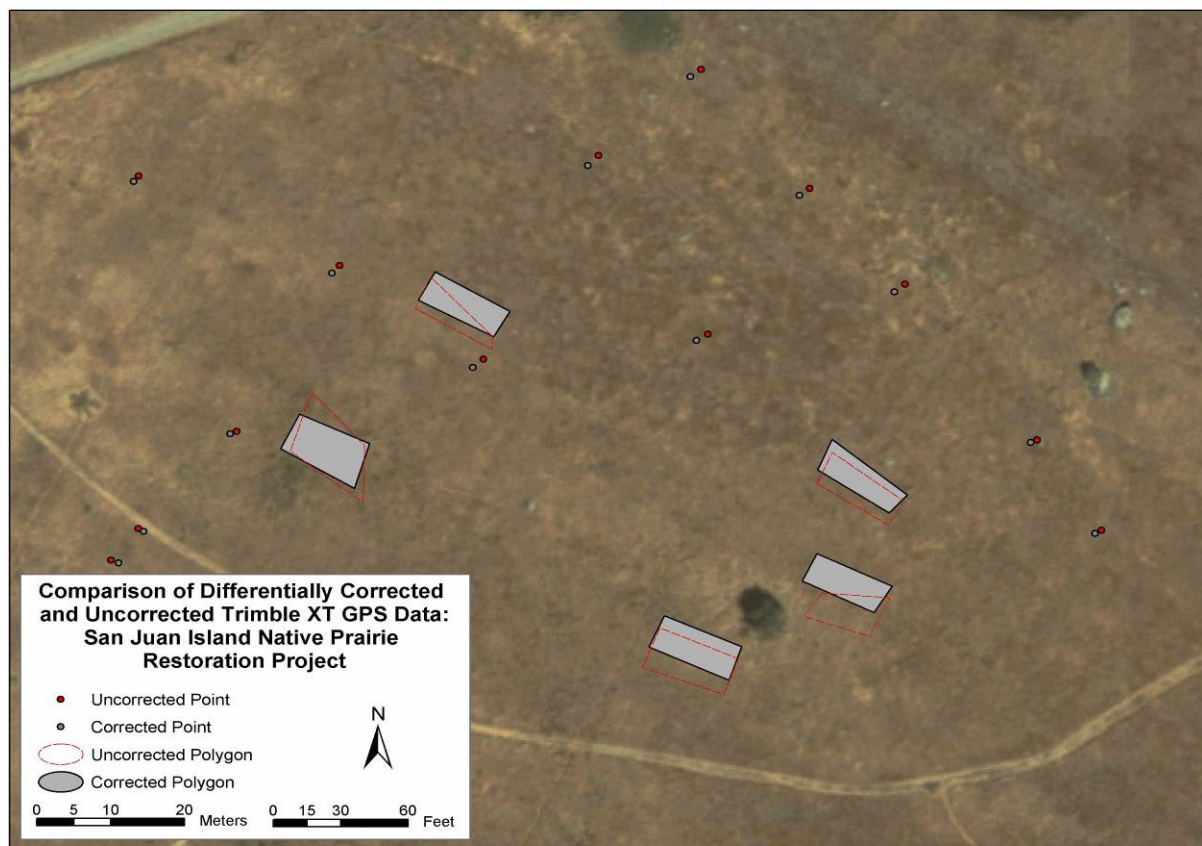 Comparison of Differentially Corrected
and Uncorrected Trimble XT GPS Data:
San Juan Island Native Prairie
Restoration Project
Uncorrected Point
Corrected Point
Uncorrected Polygon
Corrected Polygon
N
0 5 10 20
Meters
0 15 30 60
Feet